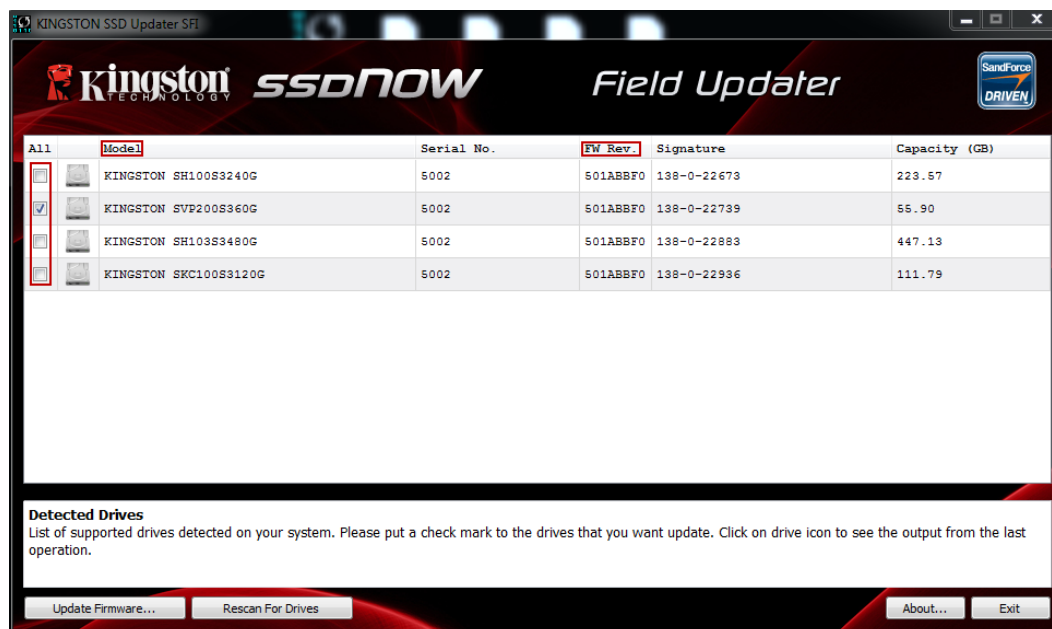 KINGSTON SSD Updater SFI
Kingston® SSDNOW Field Updater SandForce
TECHNOLOGY DRIVEN
All Model Serial No. FW Rev. Signature Capacity (GB)
KINGSTON SH100S3240G 5002 501ABBF0 138-0-22673 223.57
KINGSTON SVP200S360G 5002 501ABBF0 138-0-22739 55.90
KINGSTON SH103S3480G 5002 501ABBF0 138-0-22883 447.13
KINGSTON SKC100S3120G 5002 501ABBF0 138-0-22936 111.79
Detected Drives
List of supported drives detected on your system. Please put a check mark to the drives that you want update. Click on drive icon to see the output from the last
operation.
Update Firmware... Rescan For Drives About... Exit